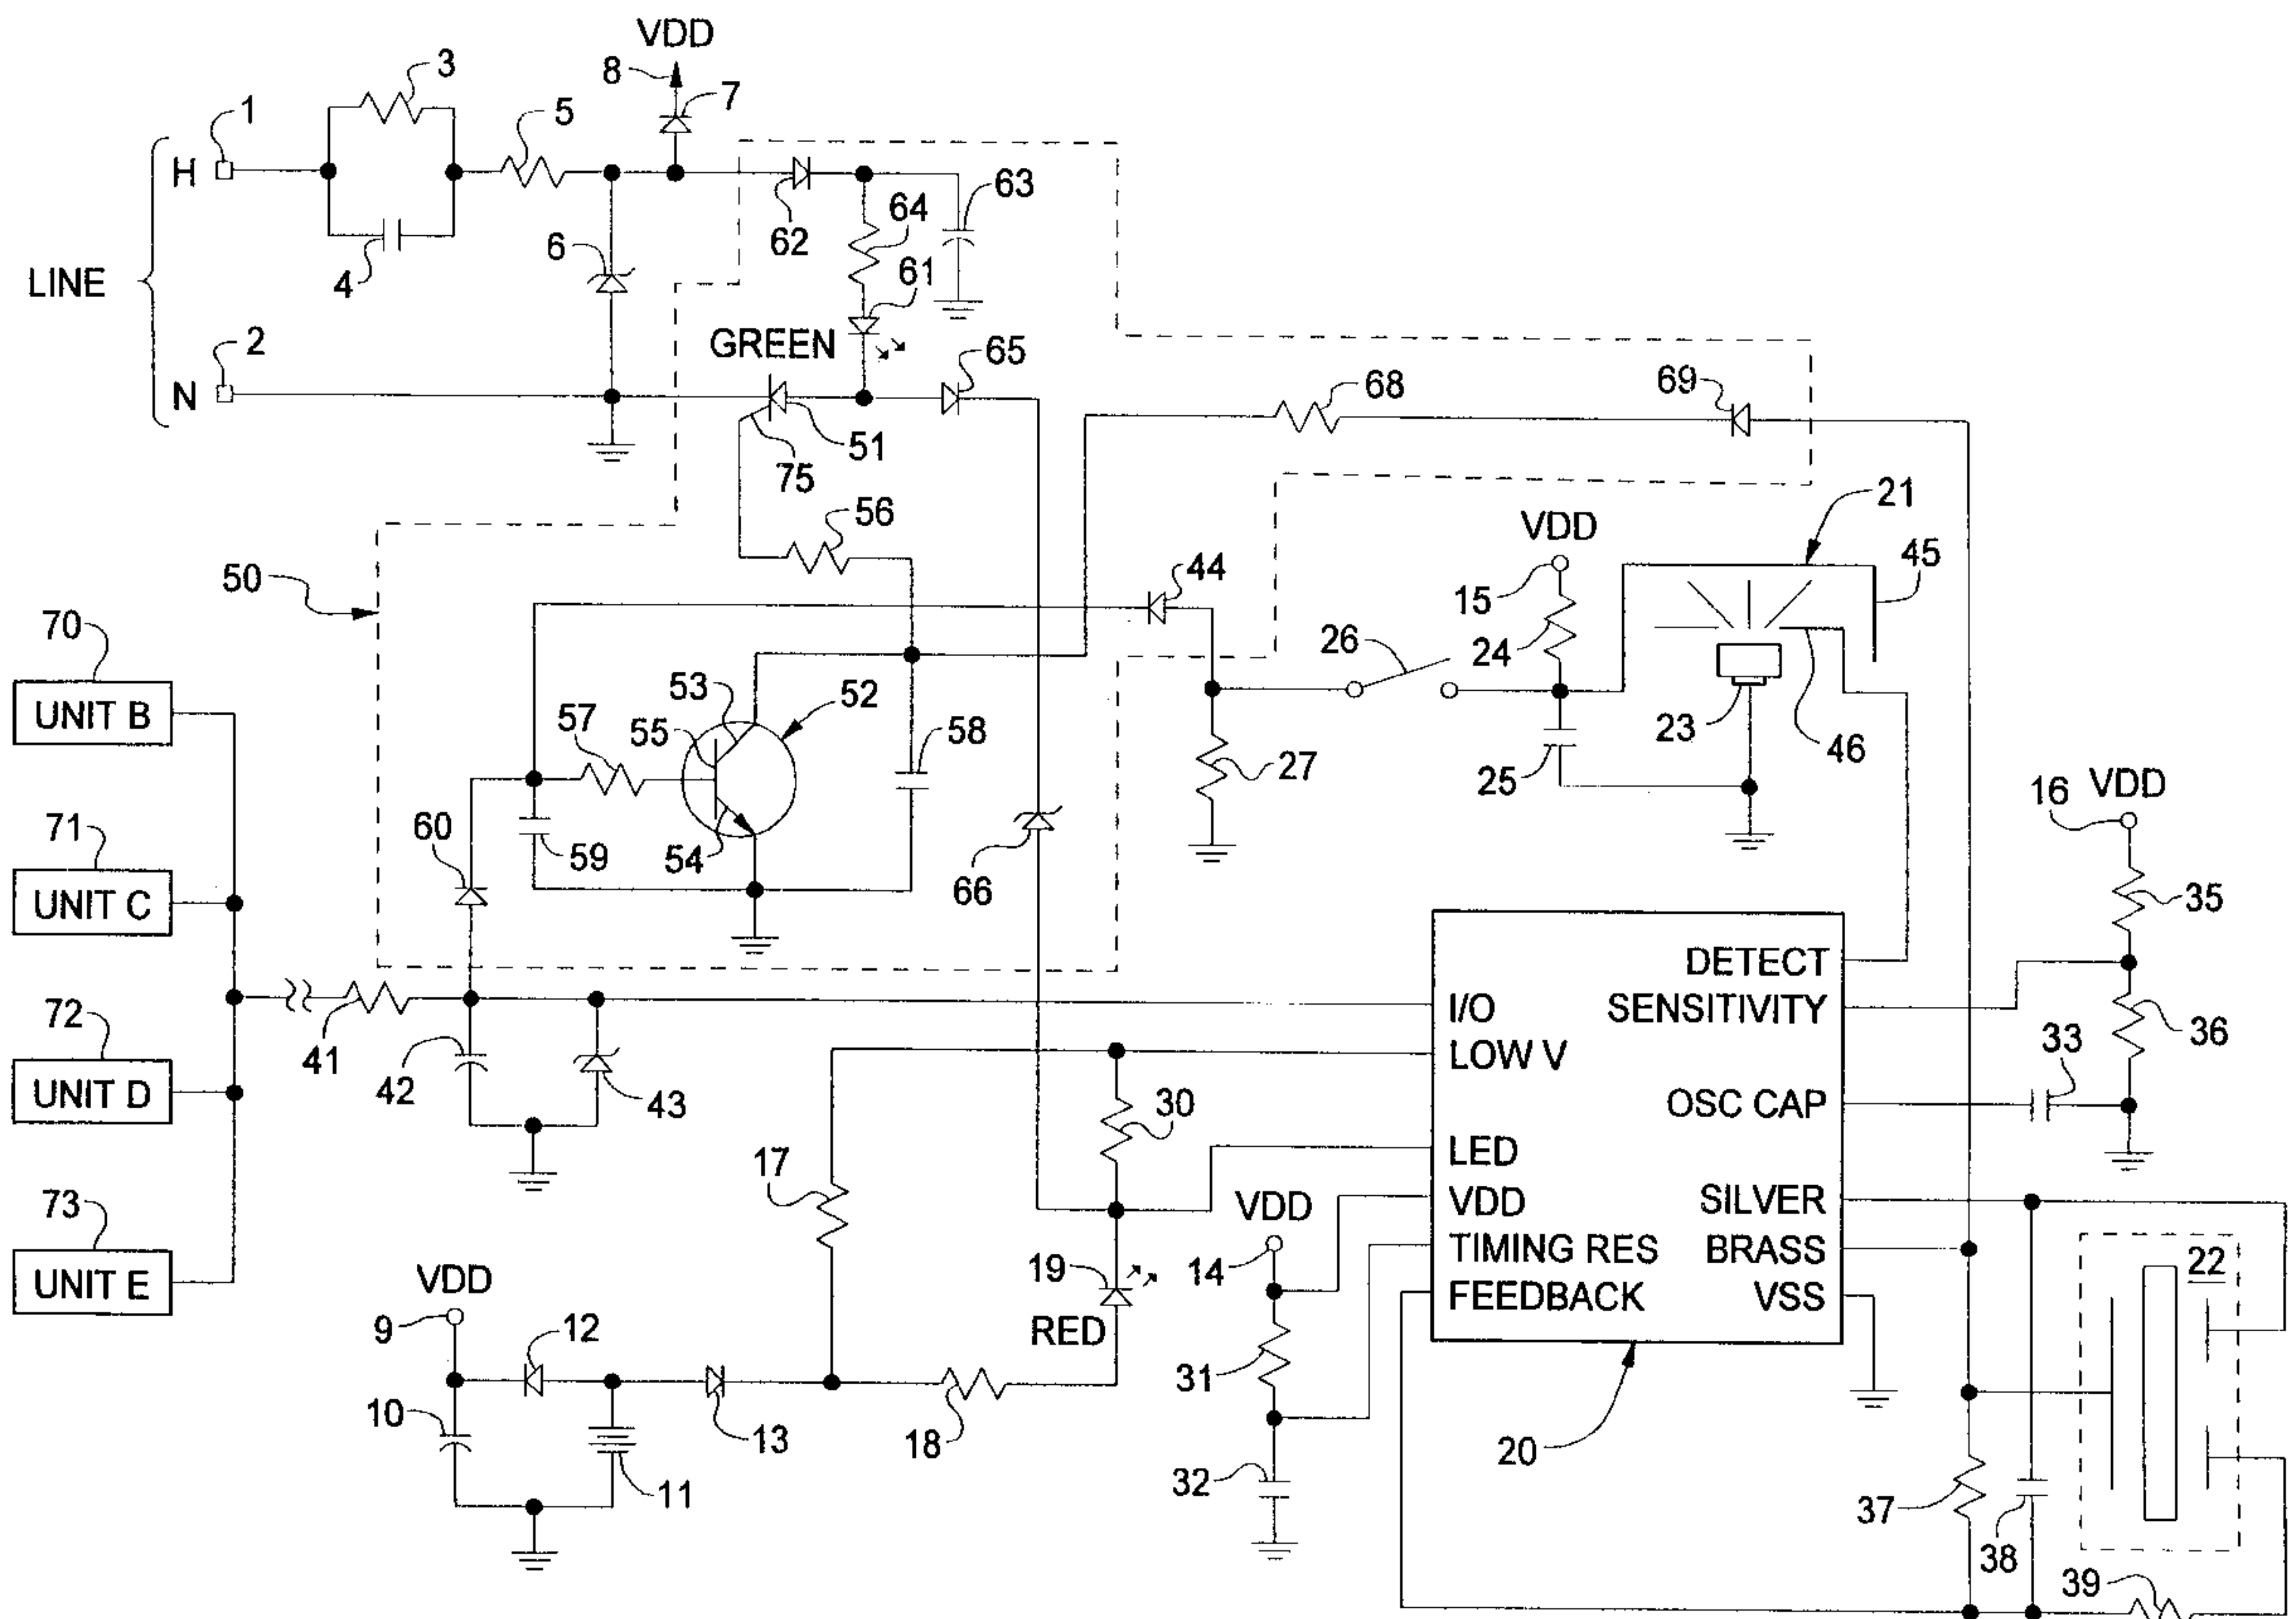 VDD
8
7
3
1
5
H
LINE
4
6
62
64
63
61
2
GREEN
65
N
51
75
68
69
56
50
44
VDD
15
21
45
26
24
23
46
70
UNIT B
53
52
55
57
58
27
25
16
VDD
71
UNIT C
60
59
54
66
35
DETECT
I/O
SENSITIVITY
72
UNIT D
41
42
43
LOW V
36
33
30
OSC CAP
17
LED
VDD
VDD
SILVER
73
UNIT E
VDD
19
14
TIMING RES
BRASS
22
9
12
RED
FEEDBACK
VSS
31
10
11
13
18
32
20
37
38
39